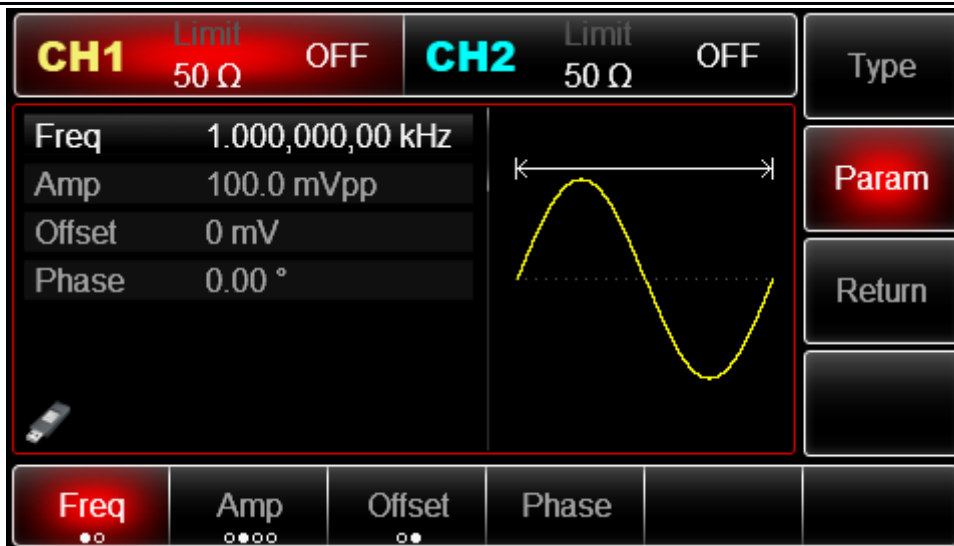 CH1 Limit 50 Ω OFF
CH2 Limit 50 Ω OFF
Type
Freq 1.000,000,00 kHz
Amp 100.0 mVpp
Offset 0 mV
Phase 0.00 °
Param
Return
Freq Amp Offset Phase